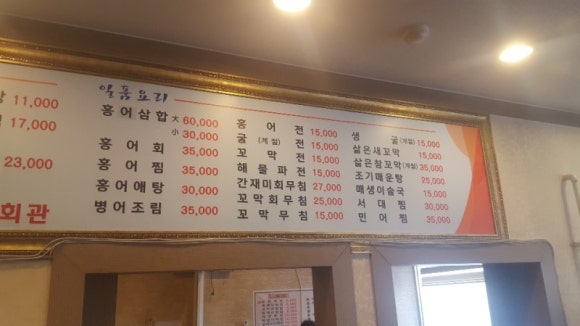 일품요리
11,000
17,000
23,000
회관
홍어삼합 大 60,000
小 30,000
홍어회 35,000
홍어찜 35,000
홍어애탕 30,000
병어조림 35,000
홍어전 15,000
굴(계절)전 15,000
꼬막전 15,000
해물파전 15,000
간재미회무침 27,000
꼬막회무침 25,000
꼬막무침 15,000
생굴(계절) 15,000
삶은새꼬막 15,000
삶은참꼬막(계절) 35,000
조기매운탕 25,000
매생이술국 15,000
서대찜 30,000
민어찜 35,000